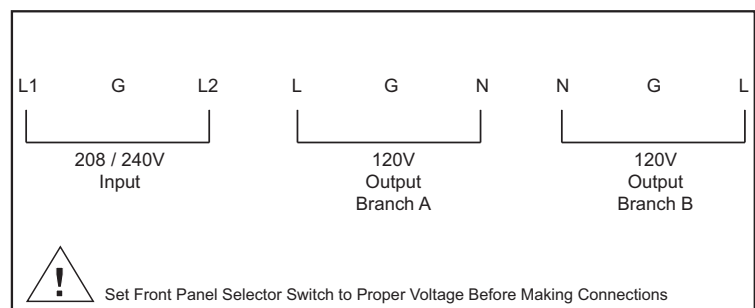 L1 G L2 L G N N G L
208 / 240V
Input
120V
Output
Branch A
120V
Output
Branch B
! Set Front Panel Selector Switch to Proper Voltage Before Making Connections